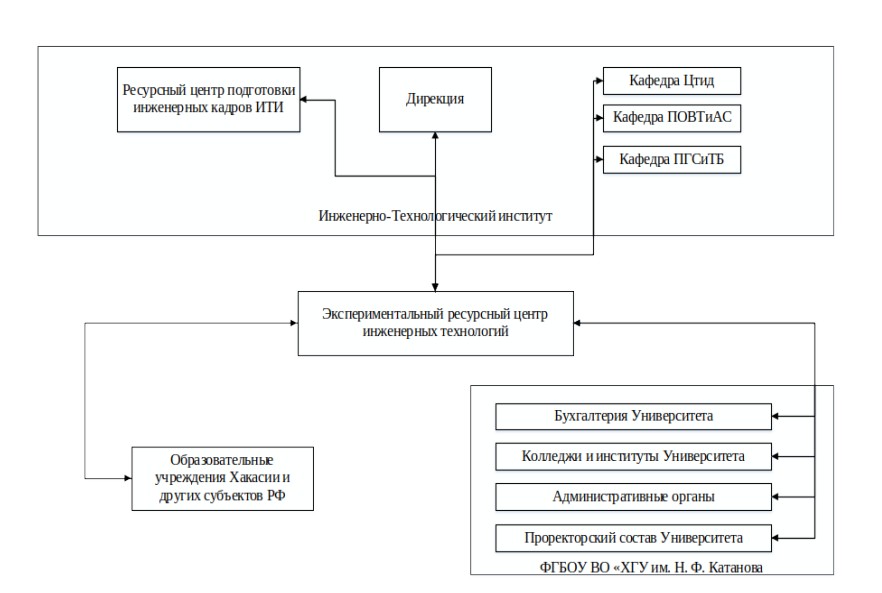 Ресурсный центр подготовки
инженерных кадров ИТИ
Дирекция
Кафедра Цтид
Кафедра ПОВТиАС
Кафедра ПГСиТБ
Инженерно-Технологический институт
Экспериментальный ресурсный центр
инженерных технологий
Образовательные
учреждения Хакасии и
других субъектов РФ
Бухгалтерия Университета
Колледжи и институты Университета
Административные органы
Проректорский состав Университета
ФГБОУ ВО «ХГУ им. Н. Ф. Катанова